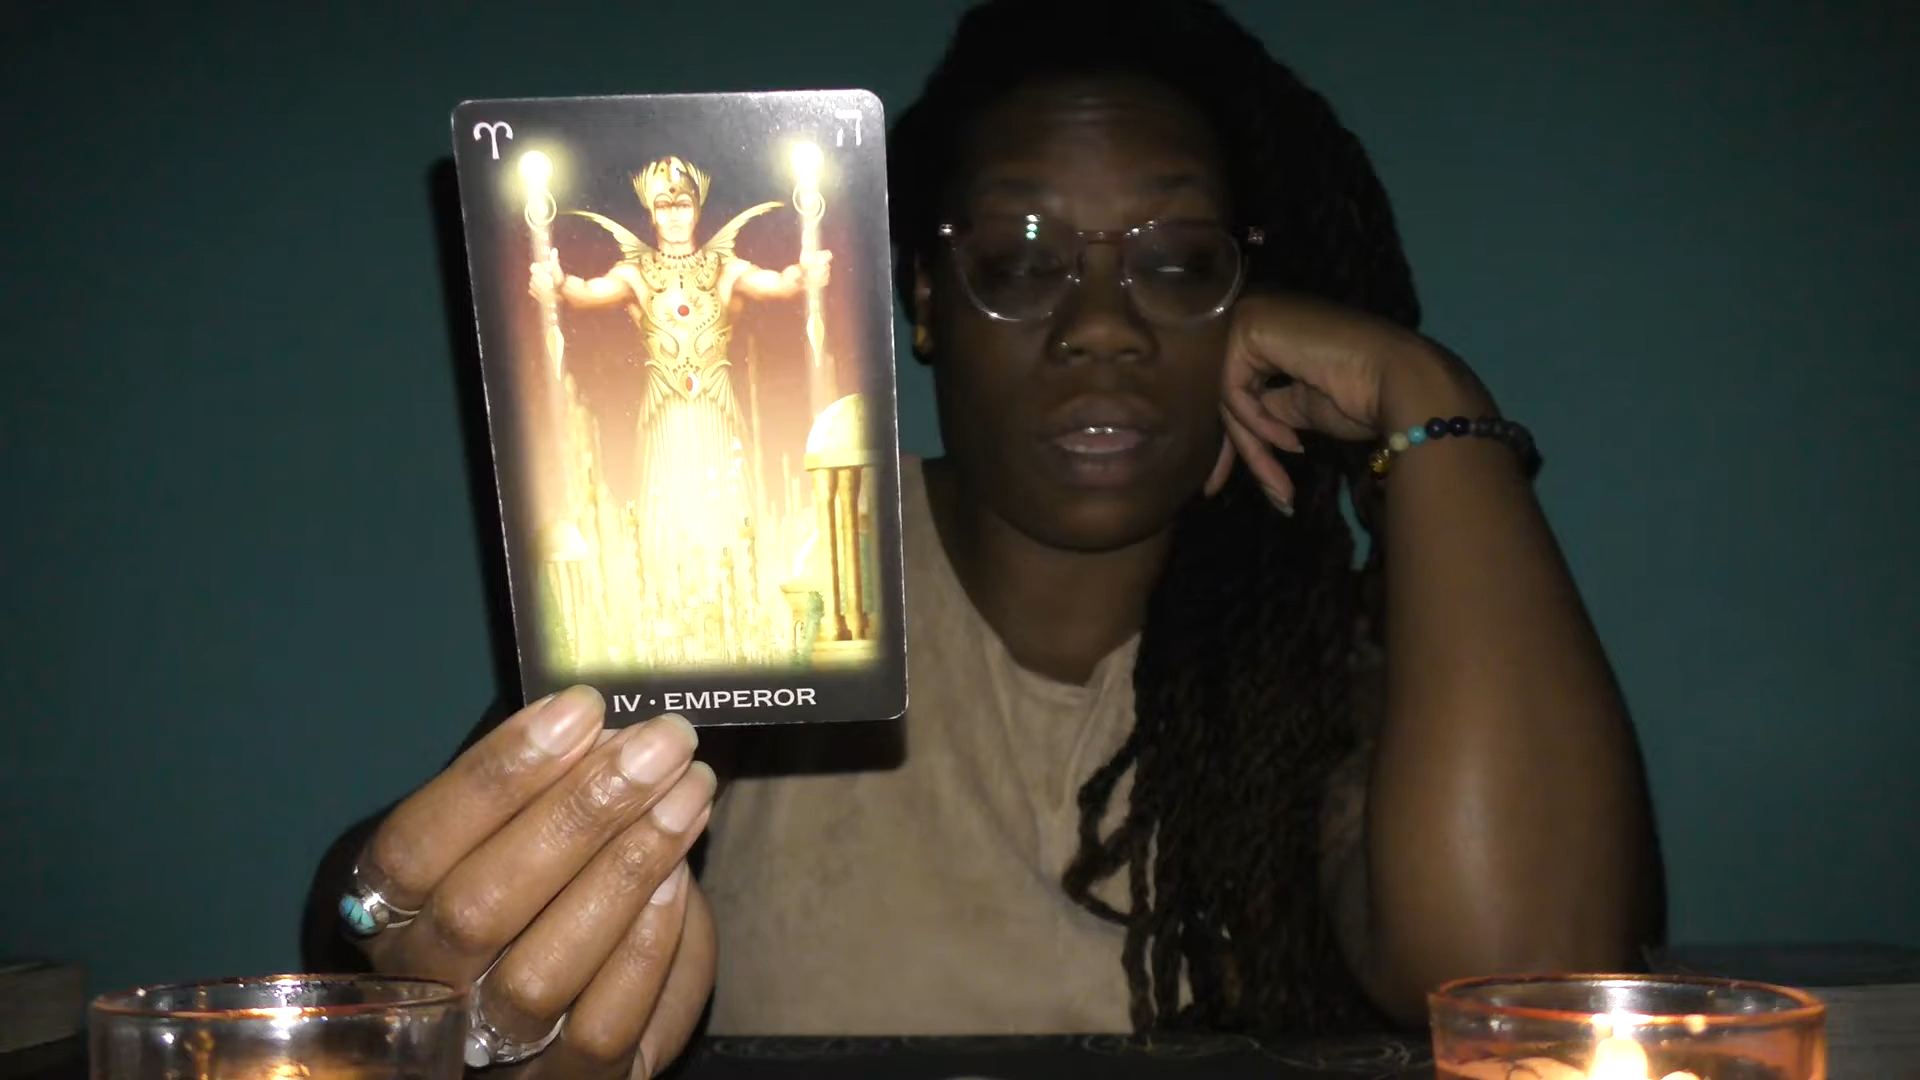 ♈ ה
IV • EMPEROR